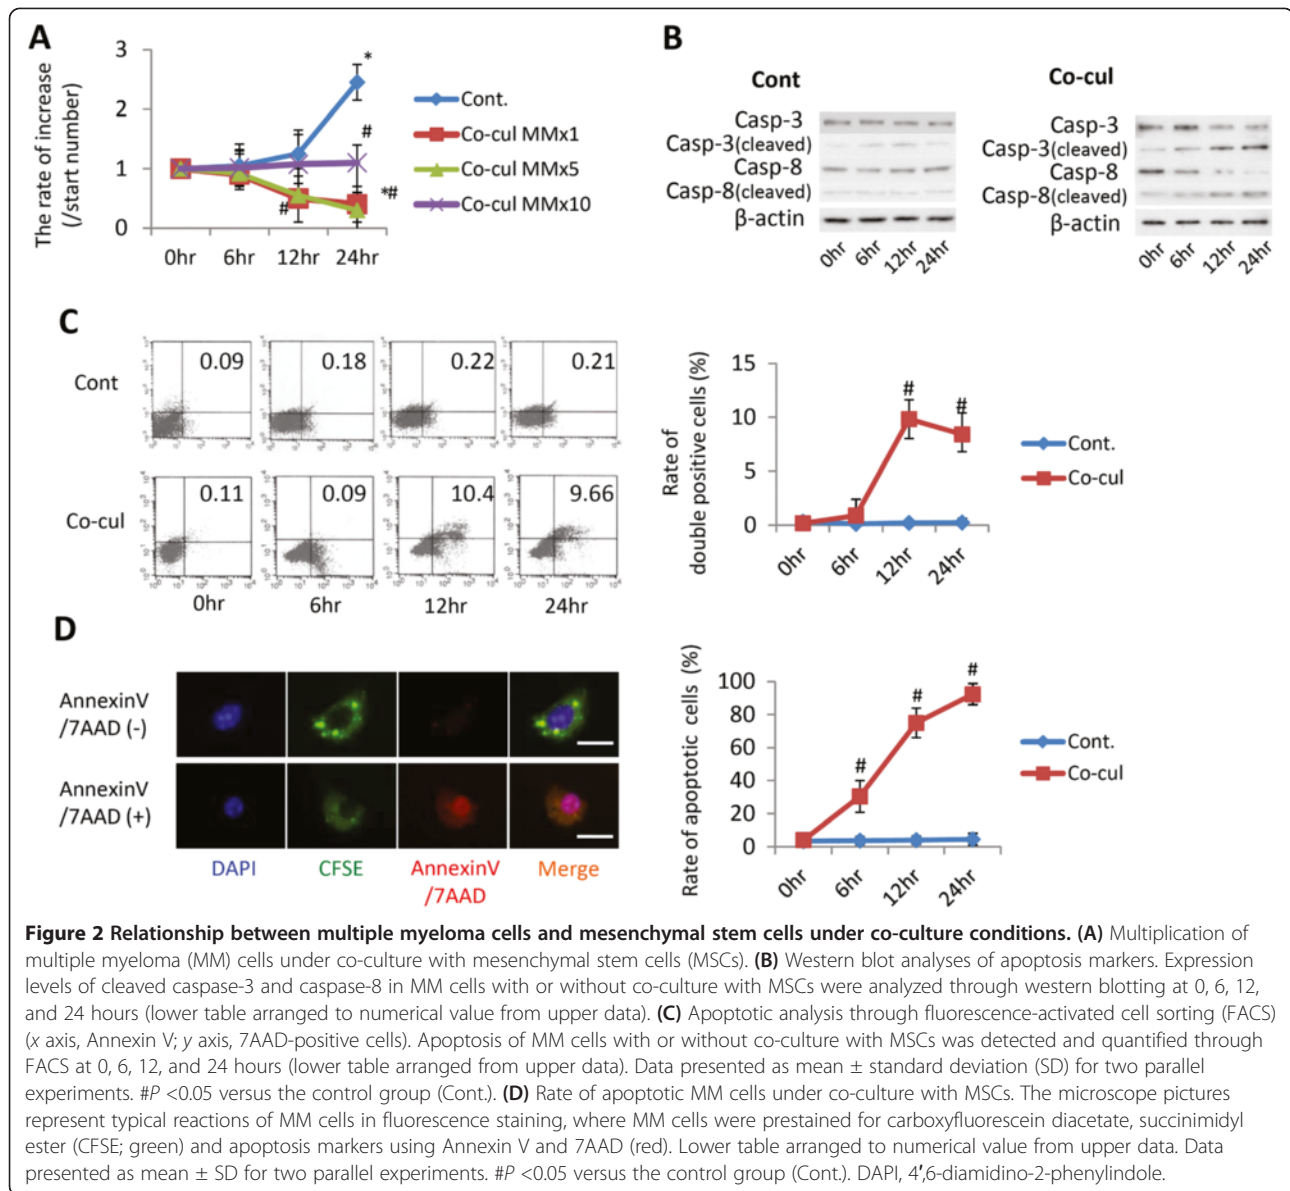 A
The rate of increase
(/start number)
3
2
1
0
0hr 6hr 12hr 24hr
*
#
#
*#
Cont.
Co-cul MMx1
Co-cul MMx5
Co-cul MMx10
B
Cont
Casp-3
Casp-3(cleaved)
Casp-8
Casp-8(cleaved)
β-actin
0hr 6hr 12hr 24hr
Co-cul
Casp-3
Casp-3(cleaved)
Casp-8
Casp-8(cleaved)
β-actin
0hr 6hr 12hr 24hr
C
Cont
0.09 0.18 0.22 0.21
Co-cul
0.11 0.09 10.4 9.66
0hr 6hr 12hr 24hr
Rate of
double positive cells (%)
15
10
5
0
# #
0hr 6hr 12hr 24hr
Cont.
Co-cul
D
AnnexinV
/7AAD (-)
AnnexinV
/7AAD (+)
DAPI CFSE AnnexinV
/7AAD
Merge
Rate of apoptotic cells (%)
100
80
60
40
20
0
# # #
0hr 6hr 12hr 24hr
Cont.
Co-cul
Figure 2 Relationship between multiple myeloma cells and mesenchymal stem cells under co-culture conditions. (A) Multiplication of
multiple myeloma (MM) cells under co-culture with mesenchymal stem cells (MSCs). (B) Western blot analyses of apoptosis markers. Expression
levels of cleaved caspase-3 and caspase-8 in MM cells with or without co-culture with MSCs were analyzed through western blotting at 0, 6, 12,
and 24 hours (lower table arranged to numerical value from upper data). (C) Apoptotic analysis through fluorescence-activated cell sorting (FACS)
(x axis, Annexin V; y axis, 7AAD-positive cells). Apoptosis of MM cells with or without co-culture with MSCs was detected and quantified through
FACS at 0, 6, 12, and 24 hours (lower table arranged from upper data). Data presented as mean ± standard deviation (SD) for two parallel
experiments. #P <0.05 versus the control group (Cont.). (D) Rate of apoptotic MM cells under co-culture with MSCs. The microscope pictures
represent typical reactions of MM cells in fluorescence staining, where MM cells were prestained for carboxyfluorescein diacetate, succinimidyl
ester (CFSE; green) and apoptosis markers using Annexin V and 7AAD (red). Lower table arranged to numerical value from upper data. Data
presented as mean ± SD for two parallel experiments. #P <0.05 versus the control group (Cont.). DAPI, 4′,6-diamidino-2-phenylindole.